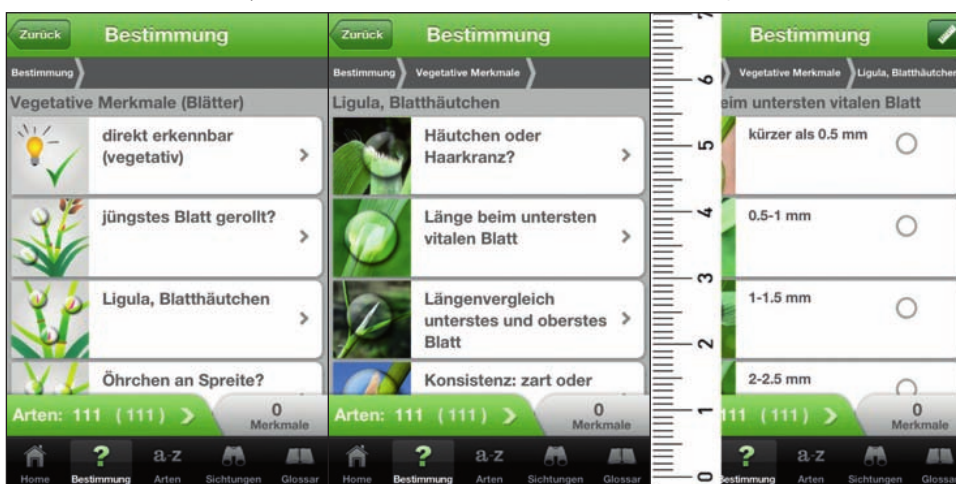 Zurück
Bestimmung
Bestimmung
Vegetative Merkmale (Blätter)
direkt erkennbar
(vegetativ)
jüngstes Blatt gerollt?
Ligula, Blatthäutchen
Öhrchen an Spreite?
Arten: 111 (111)
0
Merkmale
Home
Bestimmung
a-z
Arten
Sichtungen
Glossar
Zurück
Bestimmung
Bestimmung
Vegetative Merkmale
Ligula, Blatthäutchen
Häutchen oder
Haarkranz?
Länge beim untersten
vitalen Blatt
Längenvergleich
unterstes und oberstes
Blatt
Konsistenz: zart oder
Arten: 111 (111)
0
Merkmale
Home
Bestimmung
a-z
Arten
Sichtungen
Glossar
7
6
5
4
3
2
1
0
Bestimmung
Vegetative Merkmale
Ligula, Blatthäutchen
eim untersten vitalen Blatt
kürzer als 0.5 mm
0.5-1 mm
1-1.5 mm
2-2.5 mm
111 (111)
0
Merkmale
Bestimmung
a-z
Arten
Sichtungen
Glossar